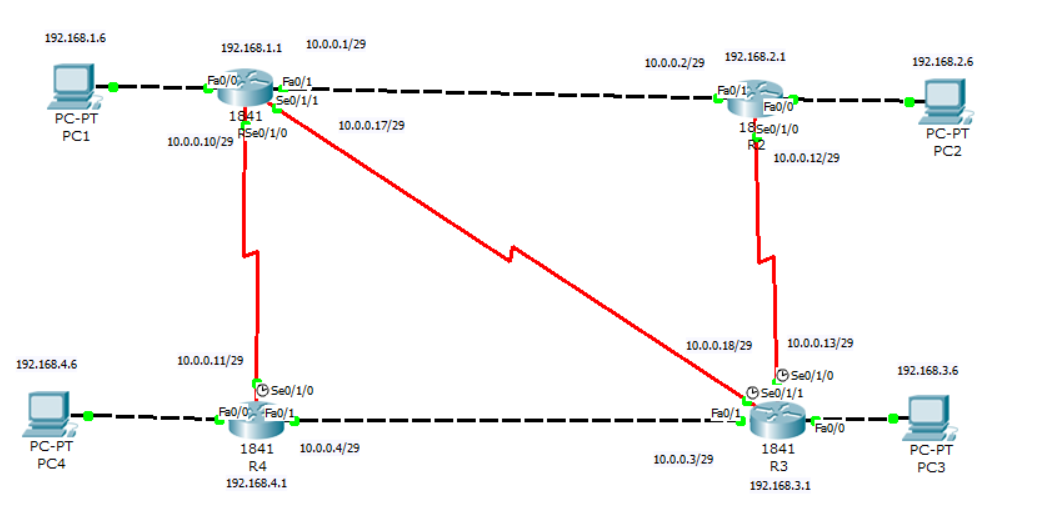 192.168.1.6
192.168.1.1
10.0.0.1/29
10.0.0.2/29
192.168.2.1
192.168.2.6
Fa0/0
Fa0/1
Se0/1/1
Fa0/1
Fa0/0
PC-PT
PC1
1841
Se0/1/0
10.0.0.10/29
10.0.0.17/29
Se0/1/0
R2
10.0.0.12/29
PC-PT
PC2
10.0.0.11/29
10.0.0.18/29
10.0.0.13/29
192.168.4.6
192.168.3.6
Se0/1/0
Se0/1/0
Se0/1/1
Fa0/0
Fa0/1
Fa0/1
Fa0/0
PC-PT
PC4
1841
R4
192.168.4.1
10.0.0.4/29
10.0.0.3/29
1841
R3
192.168.3.1
PC-PT
PC3